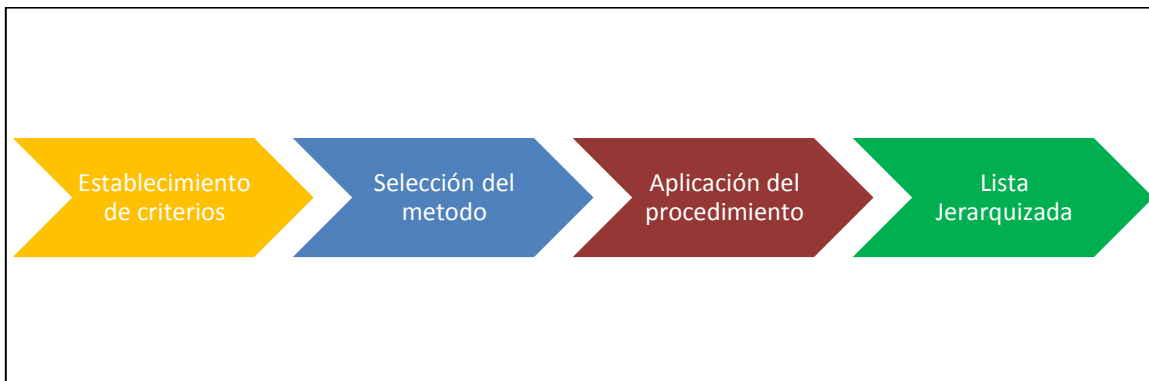 Establecimiento
de criterios
Selección del
metodo
Aplicación del
procedimiento
Lista
Jerarquizada